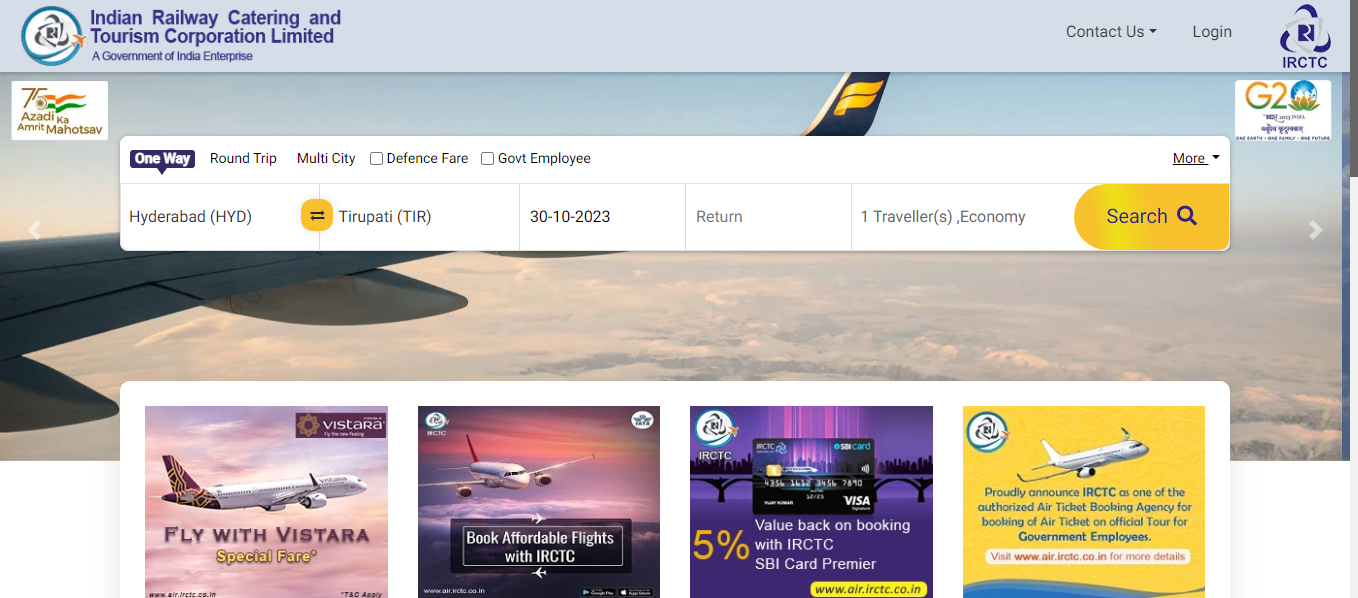 Indian Railway Catering and
Tourism Corporation Limited
A Government of India Enterprise
Contact Us
Login
IRCTC
75
Azadi Ka
Amrit Mahotsav
G20
भारत 2023 INDIA
वसुधैव कुटुम्बकम्
ONE EARTH • ONE FAMILY • ONE FUTURE
One Way
Round Trip
Multi City
Defence Fare
Govt Employee
More
Hyderabad (HYD)
Tirupati (TIR)
30-10-2023
Return
1 Traveller(s) ,Economy
Search
vistara
Fly the new feeling
vistara
FLY WITH VISTARA
Special Fare*
www.air.irctc.co.in
*T&C Apply
IRCTC
TATA
Book Affordable Flights
with IRCTC
www.air.irctc.co.in
Google Play
App Store
IRCTC
IRCTC
SBI card
4356 1612 3456 7890
12/25
VIJAY KUMAR
VISA
Signature
5%
Value back on booking
with IRCTC
SBI Card Premier
www.air.irctc.co.in
Proudly announce IRCTC as one of the
authorized Air Ticket Booking Agency for
booking of Air Ticket on official Tour for
Government Employees.
Visit www.air.irctc.co.in for more details